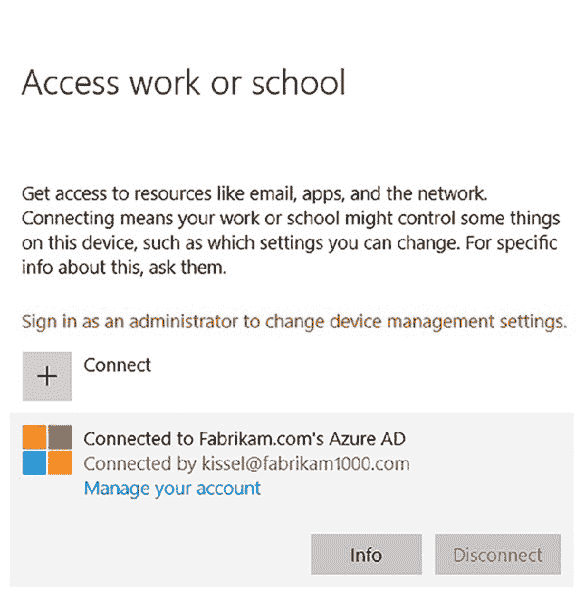 Access work or school
Get access to resources like email, apps, and the network.
Connecting means your work or school might control some things
on this device, such as which settings you can change. For specific
info about this, ask them.
Sign in as an administrator to change device management settings.
+ Connect
Connected to Fabrikam.com's Azure AD
Connected by kissel@fabrikam1000.com
Manage your account
Info Disconnect